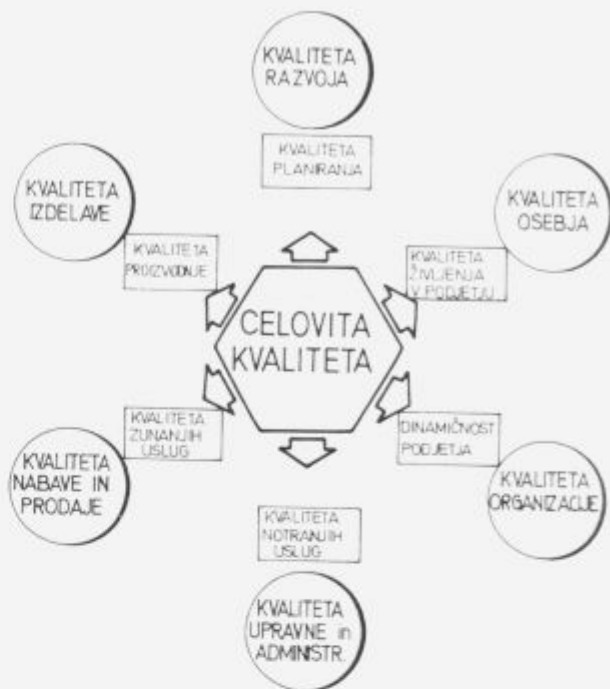 KVALITETA
RAZVOJA
KVALITETA
PLANIRANJA
KVALITETA
IZDELAVE
KVALITETA
OSEBJA
KVALITETA
PROIZVODNJE
KVALITETA
ŽIVLJENJA
V PODJETJU
CELOVITA
KVALITETA
KVALITETA
ZUNANJIH
USLUG
DINAMIČNOST
PODJETJA
KVALITETA
NABAVE IN
PRODAJE
KVALITETA
ORGANIZACIJE
KVALITETA
NOTRANJIH
USLUG
KVALITETA
UPRAVNE in
ADMINISTR.